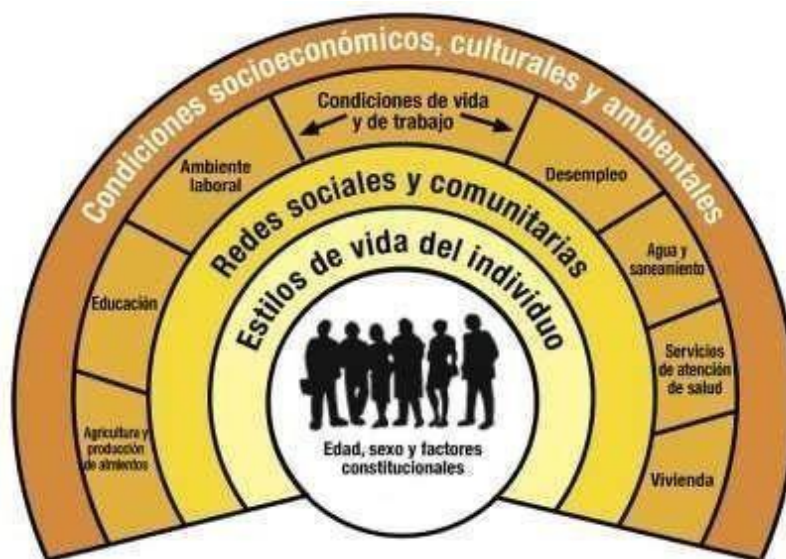 Condiciones socioeconómicos, culturales y ambientales
Condiciones de vida
y de trabajo
Ambiente
laboral
Desempleo
Educación
Agua y
saneamiento
Agricultura y
producción
de almientos
Servicios
de atención
de salud
Vivienda
Redes sociales y comunitarias
Estilos de vida del individuo
Edad, sexo y factores
constitucionales